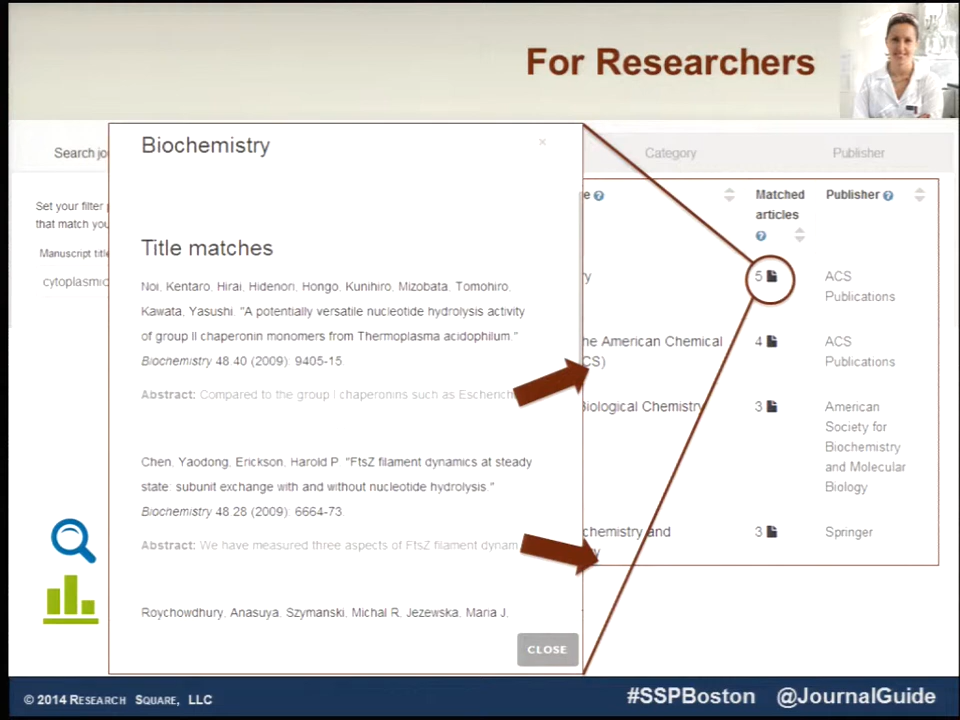 For Researchers
Search jo
Category
Publisher
Set your filter
that match you
Manuscript title
cytoplasmic
Biochemistry
×
Title matches
Noi, Kentaro, Hirai, Hidenori, Hongo, Kunihiro, Mizobata, Tomohiro,
Kawata, Yasushi. "A potentially versatile nucleotide hydrolysis activity
of group II chaperonin monomers from Thermoplasma acidophilum."
Biochemistry 48.40 (2009): 9405-15.
Abstract: Compared to the group I chaperonins such as Escherich
Chen, Yaodong, Erickson, Harold P. "FtsZ filament dynamics at steady
state: subunit exchange with and without nucleotide hydrolysis."
Biochemistry 48.28 (2009): 6664-73.
Abstract: We have measured three aspects of FtsZ filament dynam
Roychowdhury, Anasuya, Szymanski, Michal R, Jezewska, Maria J,
CLOSE
e ?
Matched
articles
?
Publisher ?
ry
5
ACS
Publications
he American Chemical
CS)
4
ACS
Publications
Biological Chemistry
3
American
Society for
Biochemistry
and Molecular
Biology
chemistry and
y
3
Springer
© 2014 RESEARCH SQUARE, LLC
#SSPBoston @JournalGuide